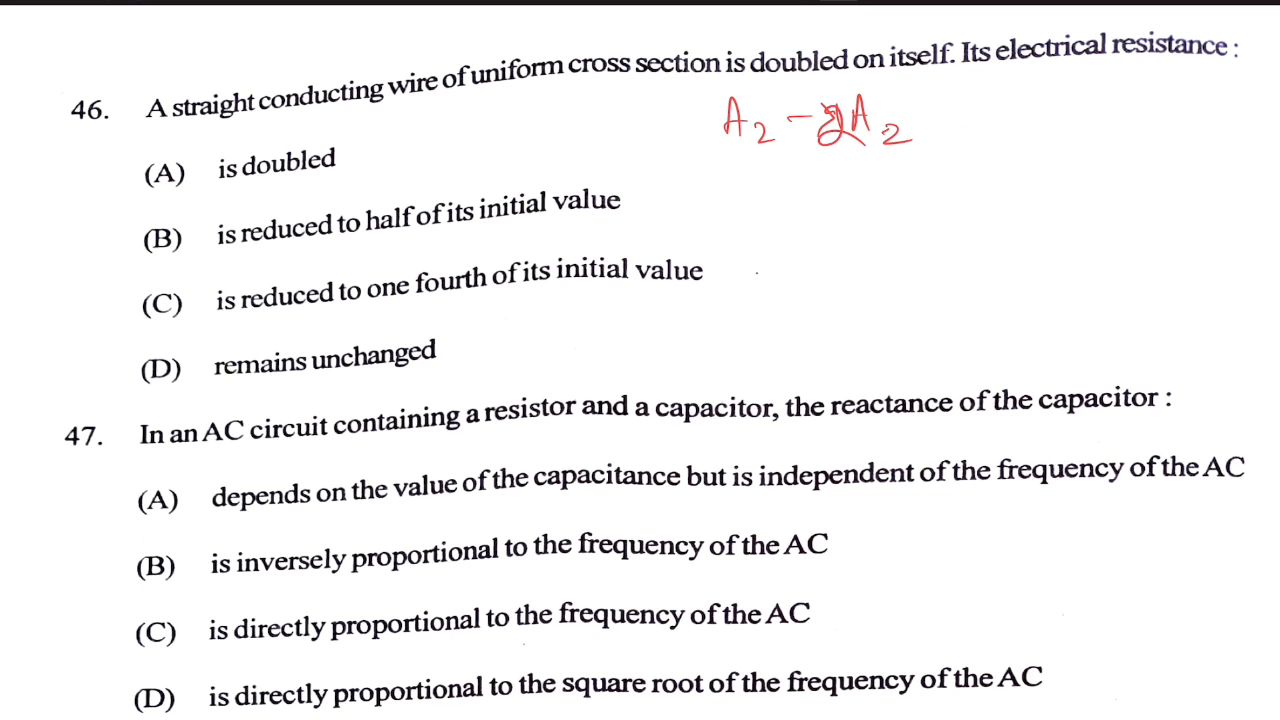 46. A straight conducting wire of uniform cross section is doubled on itself. Its electrical resistance :
A₂ - 2A₂
(A) is doubled
(B) is reduced to half of its initial value
(C) is reduced to one fourth of its initial value
(D) remains unchanged
47. In an AC circuit containing a resistor and a capacitor, the reactance of the capacitor :
(A) depends on the value of the capacitance but is independent of the frequency of the AC
(B) is inversely proportional to the frequency of the AC
(C) is directly proportional to the frequency of the AC
(D) is directly proportional to the square root of the frequency of the AC